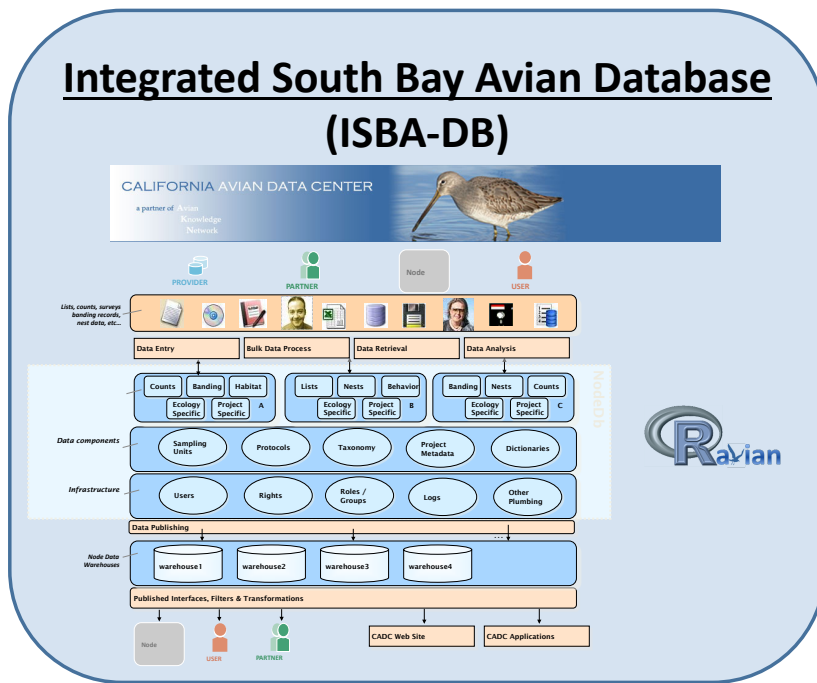 Integrated South Bay Avian Database
(ISBA-DB)
CALIFORNIA AVIAN DATA CENTER
a partner of Avian
Knowledge
Network
PROVIDER
PARTNER
Node
USER
Lists, counts, surveys
banding records,
nest data, etc...
Data Entry
Bulk Data Process
Data Retrieval
Data Analysis
NodeDb
Counts
Banding
Habitat
Ecology
Specific
Project
Specific
A
Lists
Nests
Behavior
Ecology
Specific
Project
Specific
B
Banding
Nests
Counts
Ecology
Specific
Project
Specific
C
Data components
Sampling
Units
Protocols
Taxonomy
Project
Metadata
Dictionaries
Infrastructure
Users
Rights
Roles /
Groups
Logs
Other
Plumbing
Data Publishing
...
Node Data
Warehouses
warehouse1
warehouse2
warehouse3
warehouse4
Published Interfaces, Filters & Transformations
Node
USER
PARTNER
CADC Web Site
CADC Applications
Ravian